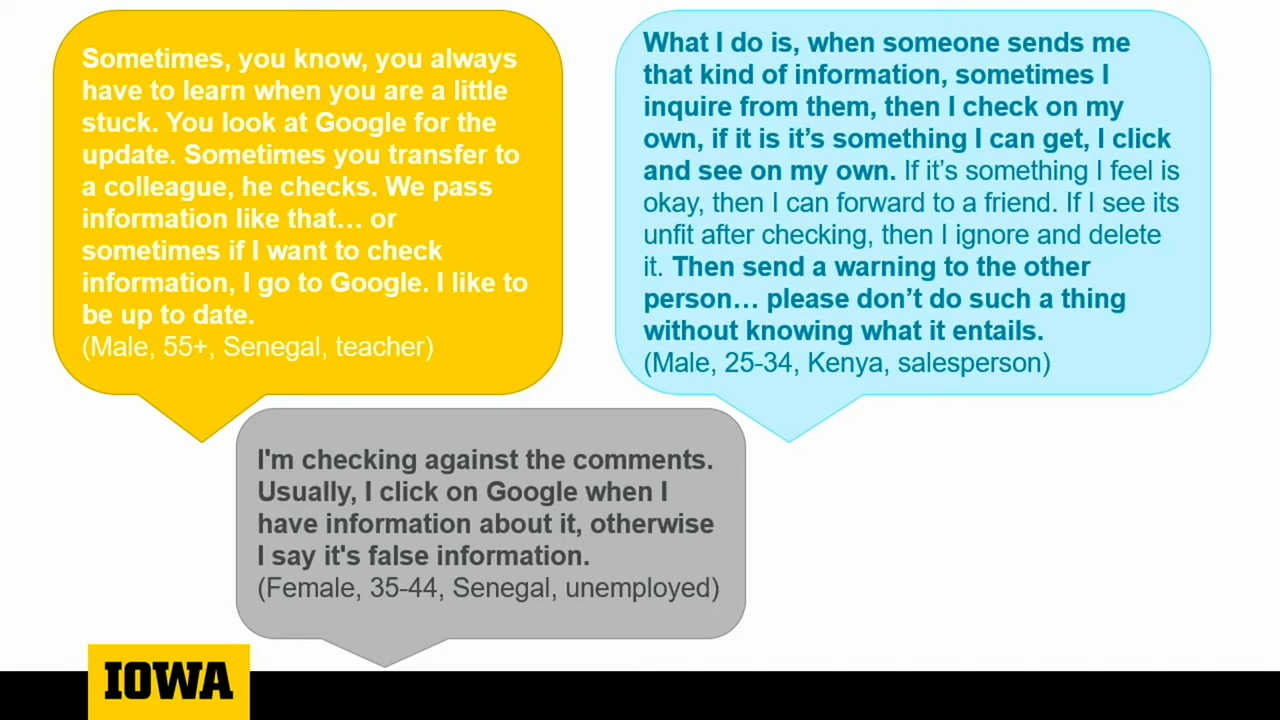 Sometimes, you know, you always
have to learn when you are a little
stuck. You look at Google for the
update. Sometimes you transfer to
a colleague, he checks. We pass
information like that… or
sometimes if I want to check
information, I go to Google. I like to
be up to date.
(Male, 55+, Senegal, teacher)
What I do is, when someone sends me
that kind of information, sometimes I
inquire from them, then I check on my
own, if it is it’s something I can get, I click
and see on my own. If it’s something I feel is
okay, then I can forward to a friend. If I see its
unfit after checking, then I ignore and delete
it. Then send a warning to the other
person… please don’t do such a thing
without knowing what it entails.
(Male, 25-34, Kenya, salesperson)
I'm checking against the comments.
Usually, I click on Google when I
have information about it, otherwise
I say it's false information.
(Female, 35-44, Senegal, unemployed)
IOWA